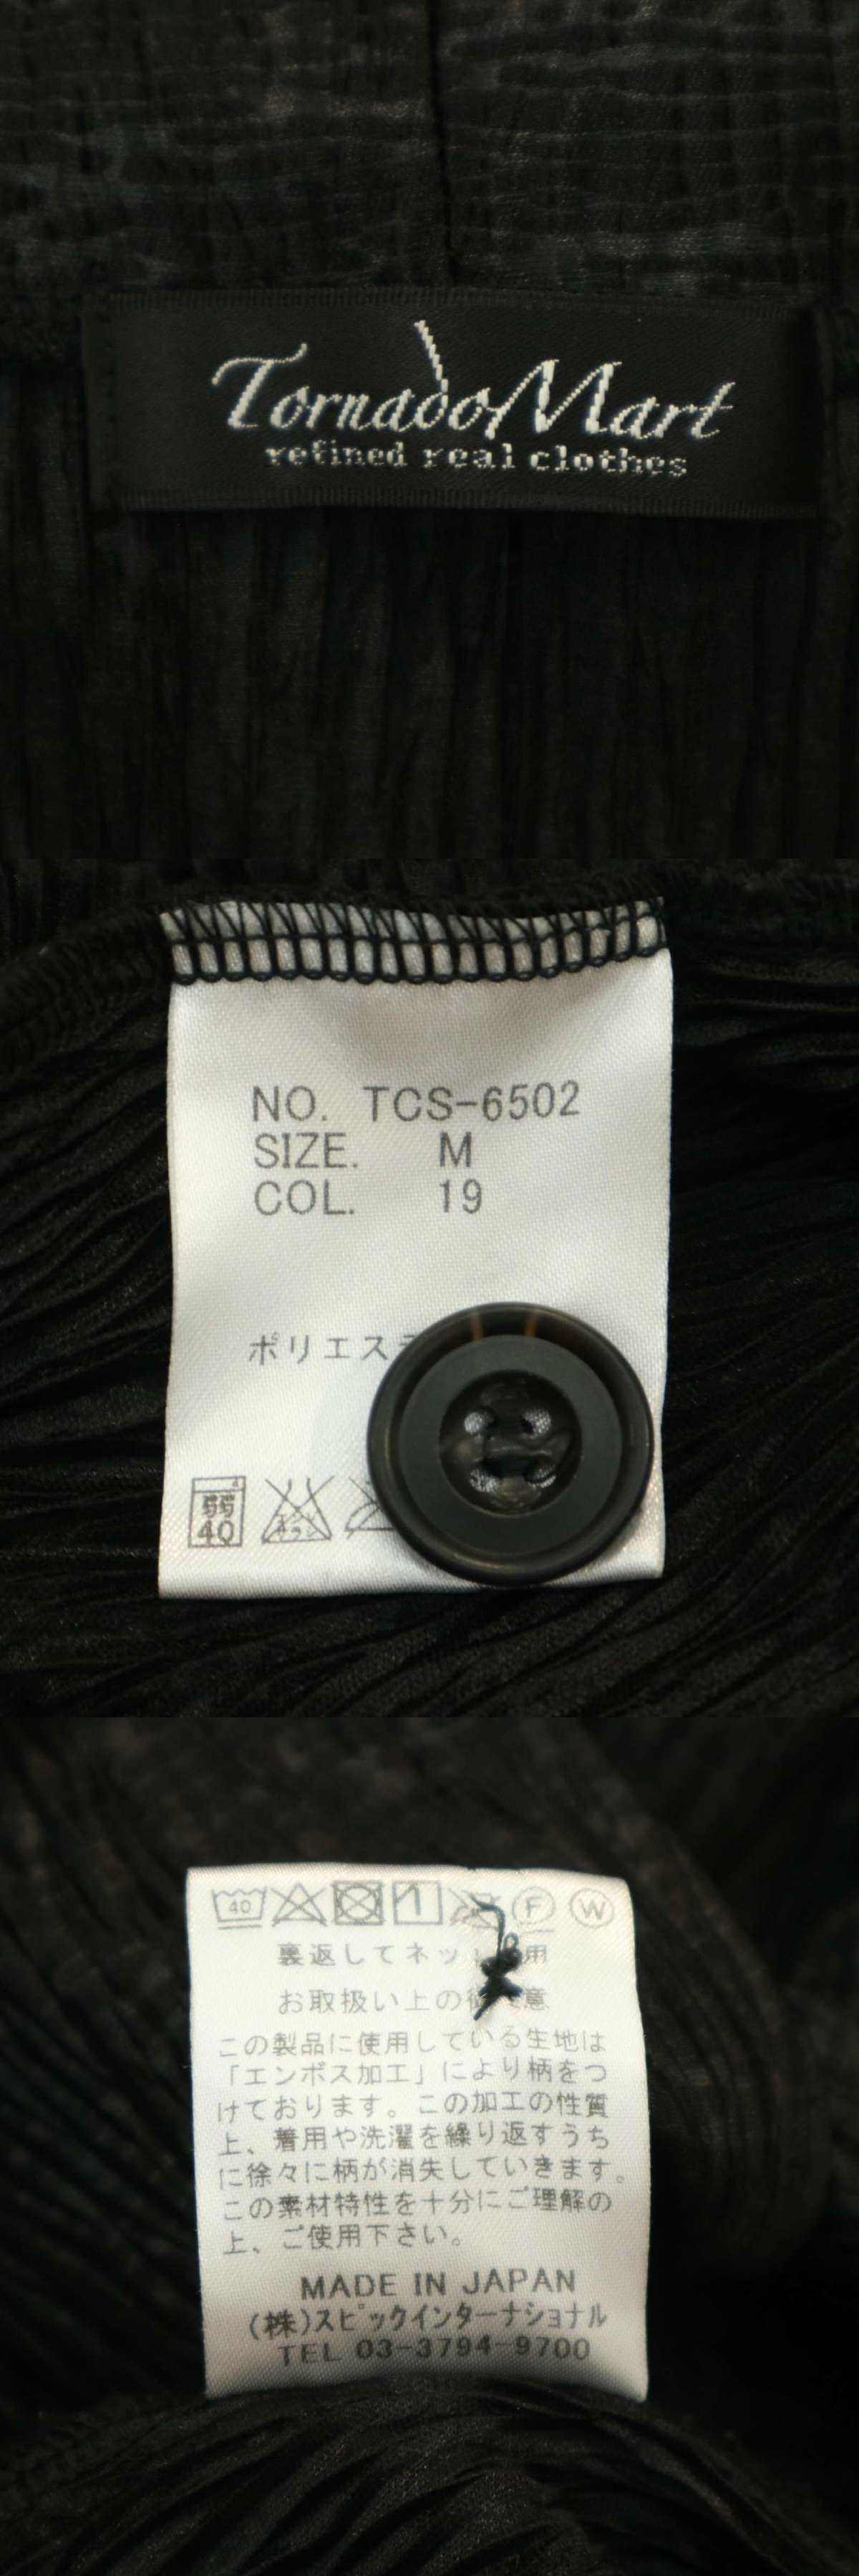 TornadoMart
refined real clothes
NO. TCS-6502
SIZE. M
COL. 19
ポリエス
弱
40
40 1 F W
裏返してネッ 用
お取扱い上の 意
この製品に使用している生地は
「エンボス加工」により柄をつ
けております。この加工の性質
上、着用や洗濯を繰り返すうち
に徐々に柄が消失していきます。
この素材特性を十分にご理解の
上、ご使用下さい。
MADE IN JAPAN
(株)スピックインターナショナル
TEL 03-3794-9700